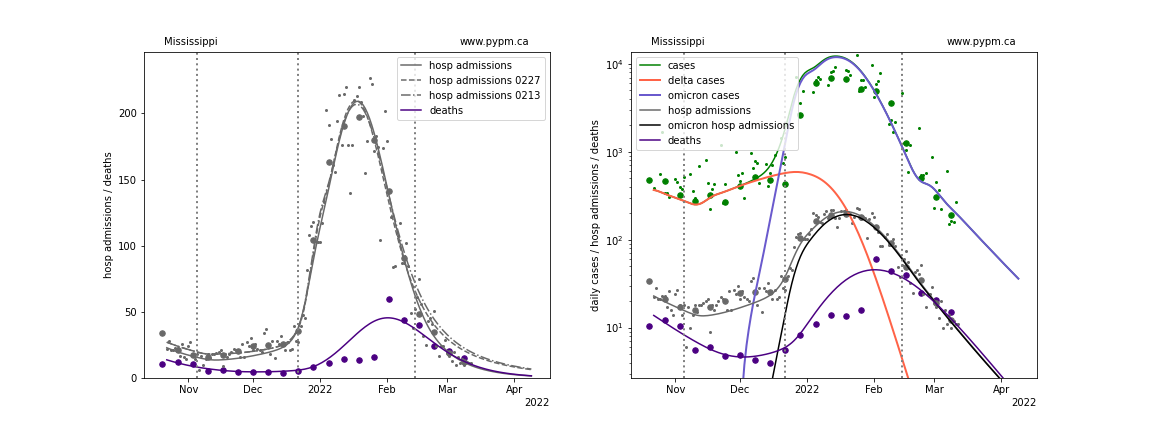 Mississippi
www.pypm.ca
hosp admissions
hosp admissions 0227
hosp admissions 0213
deaths
hosp admissions / deaths
200
150
100
50
0
Nov
Dec
2022
Feb
Mar
Apr
2022
Mississippi
www.pypm.ca
cases
delta cases
omicron cases
hosp admissions
omicron hosp admissions
deaths
daily cases / hosp admissions / deaths
10⁴
10³
10²
10¹
Nov
Dec
2022
Feb
Mar
Apr
2022